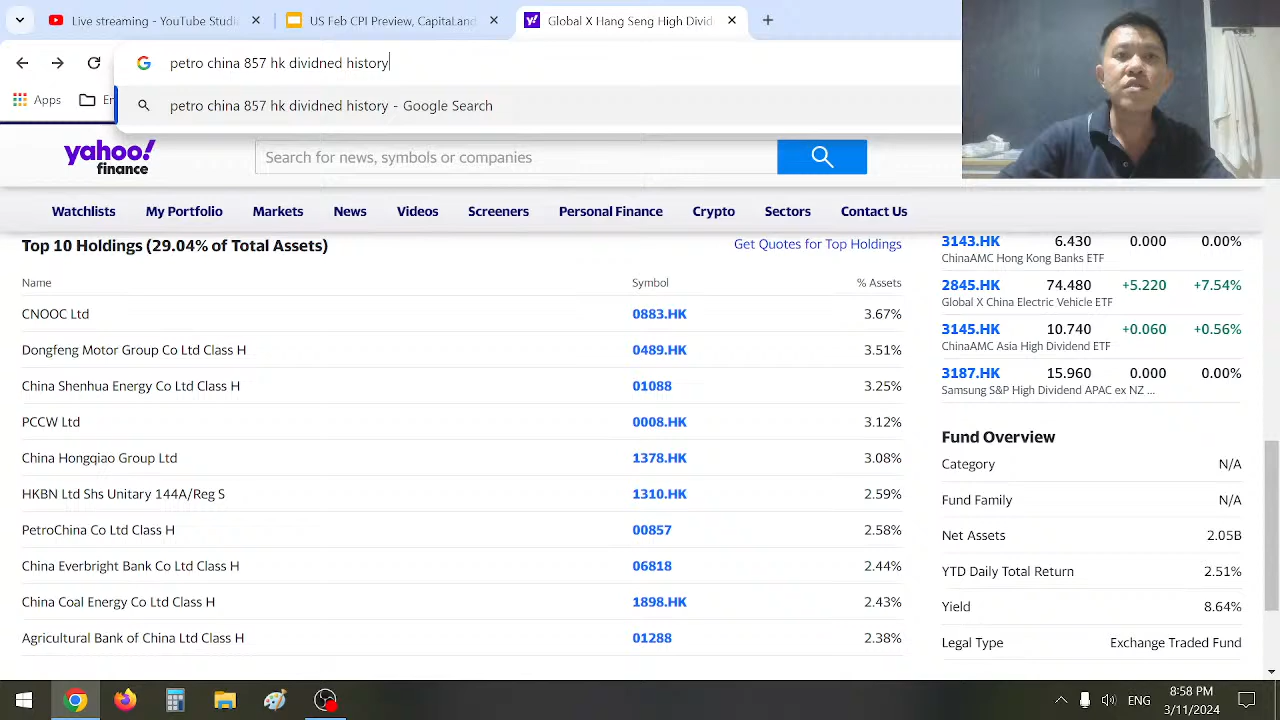 US Feb CPI Preview, Capitaland
Global X Hang Seng High Divid
petro china 857 hk dividned history
Apps
petro china 857 hk dividned history - Google Search
yahoo!
finance
Search for news, symbols or companies
Watchlists My Portfolio Markets News Videos Screeners Personal Finance Crypto Sectors Contact Us
Top 10 Holdings (29.04% of Total Assets)
Get Quotes for Top Holdings
Name Symbol % Assets
CNOOC Ltd 0883.HK 3.67%
Dongfeng Motor Group Co Ltd Class H 0489.HK 3.51%
China Shenhua Energy Co Ltd Class H 01088 3.25%
PCCW Ltd 0008.HK 3.12%
China Hongqiao Group Ltd 1378.HK 3.08%
HKBN Ltd Shs Unitary 144A/Reg S 1310.HK 2.59%
PetroChina Co Ltd Class H 00857 2.58%
China Everbright Bank Co Ltd Class H 06818 2.44%
China Coal Energy Co Ltd Class H 1898.HK 2.43%
Agricultural Bank of China Ltd Class H 01288 2.38%
3143.HK 6.430 0.000 0.00%
ChinaAMC Hong Kong Banks ETF
2845.HK 74.480 +5.220 +7.54%
Global X China Electric Vehicle ETF
3145.HK 10.740 +0.060 +0.56%
ChinaAMC Asia High Dividend ETF
3187.HK 15.960 0.000 0.00%
Samsung S&P High Dividend APAC ex NZ ...
Fund Overview
Category N/A
Fund Family N/A
Net Assets 2.05B
YTD Daily Total Return 2.51%
Yield 8.64%
Legal Type Exchange Traded Fund
ENG
8:58 PM
3/11/2024